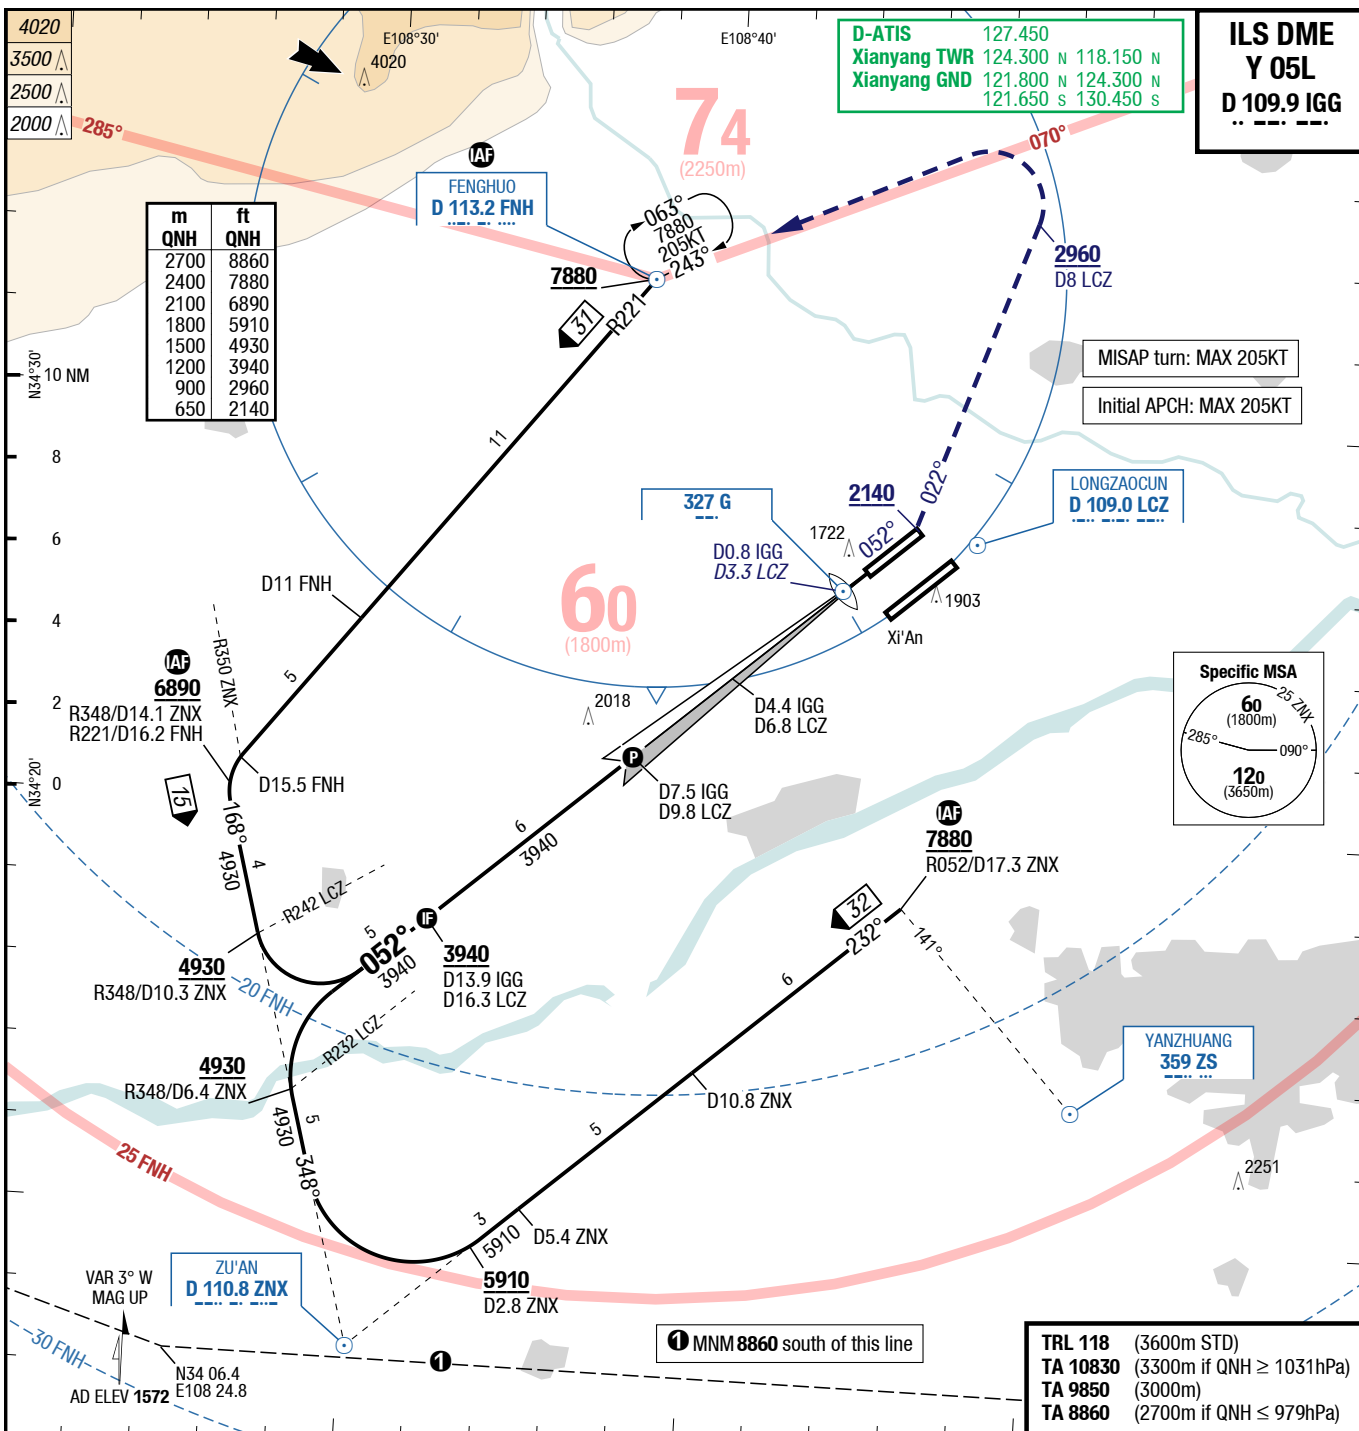 4020
3500
2500
2000
E108°30'
4020
E108°40'
D-ATIS 127.450
Xianyang TWR 124.300 N 118.150 N
Xianyang GND 121.800 N 124.300 N
121.650 S 130.450 S
ILS DME
Y 05L
D 109.9 IGG
285°
070°
74
(2250m)
IAF
FENGHUO
D 113.2 FNH
063°
7880
205KT
243°
7880
m ft
QNH QNH
2700 8860
2400 7880
2100 6890
1800 5910
1500 4930
1200 3940
900 2960
650 2140
2960
D8 LCZ
31
R221
MISAP turn: MAX 205KT
Initial APCH: MAX 205KT
N34°30'
10 NM
8
6
4
2
0
N34°20'
11
327 G
2140
022°
LONGZAOCUN
D 109.0 LCZ
1722
052°
D0.8 IGG
D3.3 LCZ
D11 FNH
60
(1800m)
1903
Xi'An
R350 ZNX
5
IAF
6890
R348/D14.1 ZNX
R221/D16.2 FNH
2018
D4.4 IGG
D6.8 LCZ
Specific MSA
25 ZNX
60
(1800m)
285°
090°
120
(3650m)
P
D15.5 FNH
D7.5 IGG
D9.8 LCZ
15
168°
4
4930
6
3940
IAF
7880
R052/D17.3 ZNX
R242 LCZ
32
232°
141°
IF
5
052°
3940
3940
D13.9 IGG
D16.3 LCZ
4930
R348/D10.3 ZNX
20 FNH
6
R232 LCZ
YANZHUANG
359 ZS
4930
R348/D6.4 ZNX
D10.8 ZNX
5
4930
5
348°
25 FNH
2251
3
5910
D5.4 ZNX
5910
D2.8 ZNX
VAR 3° W
MAG UP
ZU'AN
D 110.8 ZNX
30 FNH
N34 06.4
E108 24.8
AD ELEV 1572
1
1 MNM 8860 south of this line
TRL 118 (3600m STD)
TA 10830 (3300m if QNH ≥ 1031hPa)
TA 9850 (3000m)
TA 8860 (2700m if QNH ≤ 979hPa)